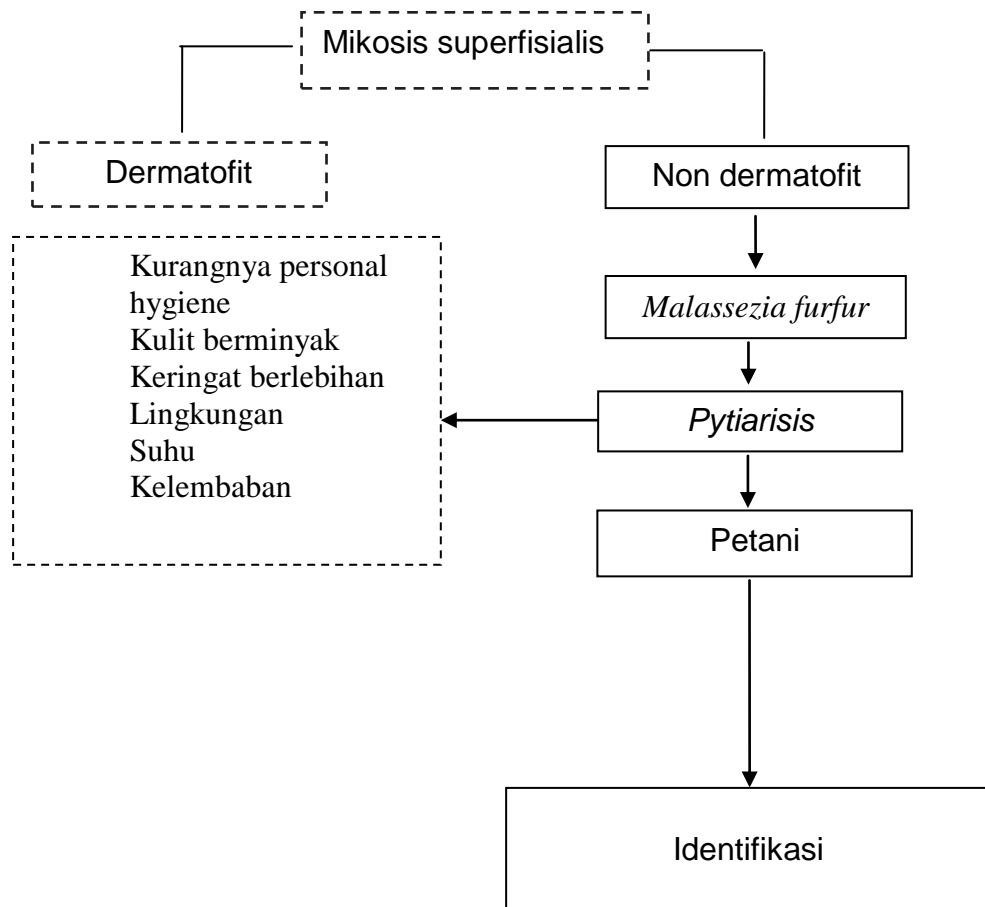 Mikosis superfisialis
Dermatofit
Non dermatofit
Kurangnya personal
hygiene
Kulit berminyak
Keringat berlebihan
Lingkungan
Suhu
Kelembaban
Malassezia furfur
Pytiarisis
Petani
Identifikasi